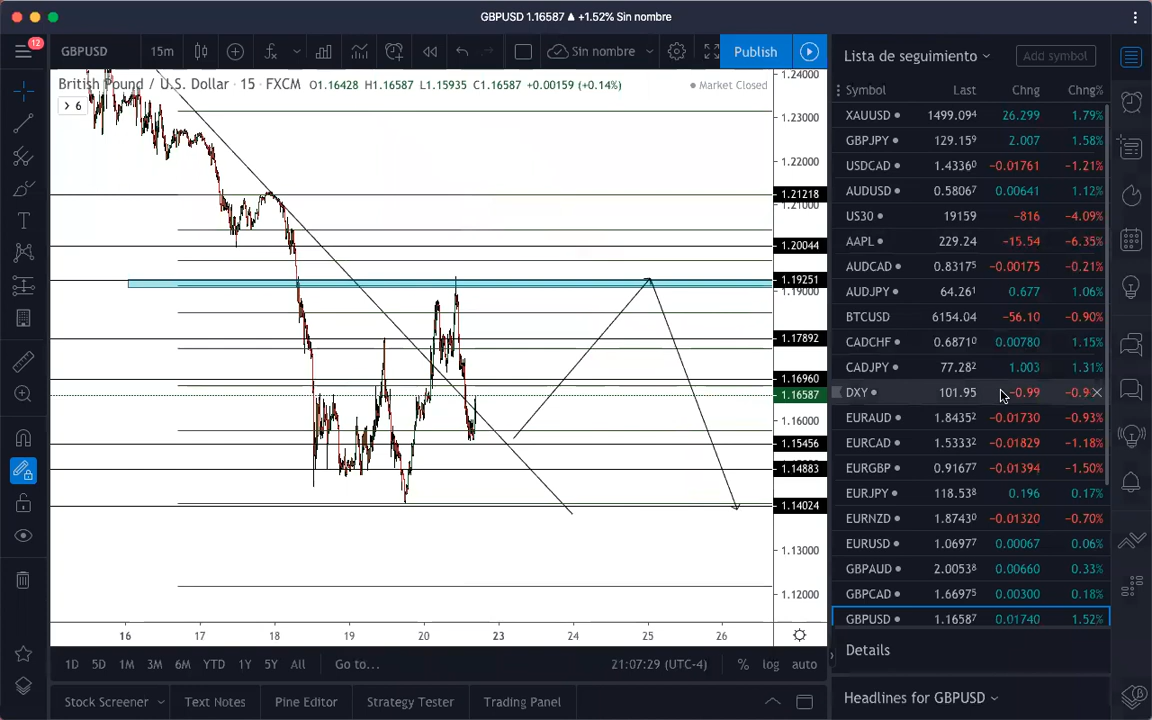 GBPUSD 1.16587 ▲ +1.52% Sin nombre
12
GBPUSD 15m Sin nombre Publish
Lista de seguimiento Add symbol
British Pound / U.S. Dollar · 15 · FXCM O1.16428 H1.16587 L1.15935 C1.16587 +0.00159 (+0.14%) Market Closed
6
1.24000
1.23000
1.22000
1.21218
1.21000
1.20044
1.19251
1.19000
1.17892
1.16960
1.16587
1.16000
1.15456
1.14883
1.14024
1.13000
1.12000
16 17 18 19 20 23 24 25 26
Symbol Last Chng Chng%
XAUUSD 1499.094 26.299 1.79%
GBPJPY 129.159 2.007 1.58%
USDCAD 1.43360 −0.01761 −1.21%
AUDUSD 0.58067 0.00641 1.12%
US30 19159 −816 −4.09%
AAPL 229.24 −15.54 −6.35%
AUDCAD 0.83175 −0.00175 −0.21%
AUDJPY 64.261 0.677 1.06%
BTCUSD 6154.04 −56.10 −0.90%
CADCHF 0.68710 0.00780 1.15%
CADJPY 77.282 1.003 1.31%
DXY 101.95 −0.99 −0.9
EURAUD 1.84352 −0.01730 −0.93%
EURCAD 1.53332 −0.01829 −1.18%
EURGBP 0.91677 −0.01394 −1.50%
EURJPY 118.538 0.196 0.17%
EURNZD 1.87430 −0.01320 −0.70%
EURUSD 1.06977 0.00067 0.06%
GBPAUD 2.00538 0.00660 0.33%
GBPCAD 1.66975 0.00300 0.18%
GBPUSD 1.16587 0.01740 1.52%
Details
Headlines for GBPUSD
1D 5D 1M 3M 6M YTD 1Y 5Y All Go to... 21:07:29 (UTC-4) % log auto
Stock Screener Text Notes Pine Editor Strategy Tester Trading Panel